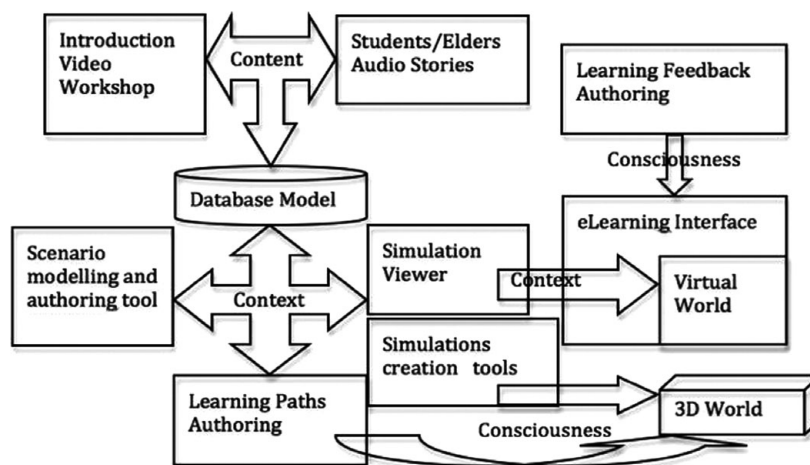 Introduction
Video
Workshop
Content
Students/Elders
Audio Stories
Learning Feedback
Authoring
Consciousness
Database Model
eLearning Interface
Scenario
modelling and
authoring tool
Context
Simulation
Viewer
Context
Virtual
World
Simulations
creation tools
Learning Paths
Authoring
3D World
Consciousness